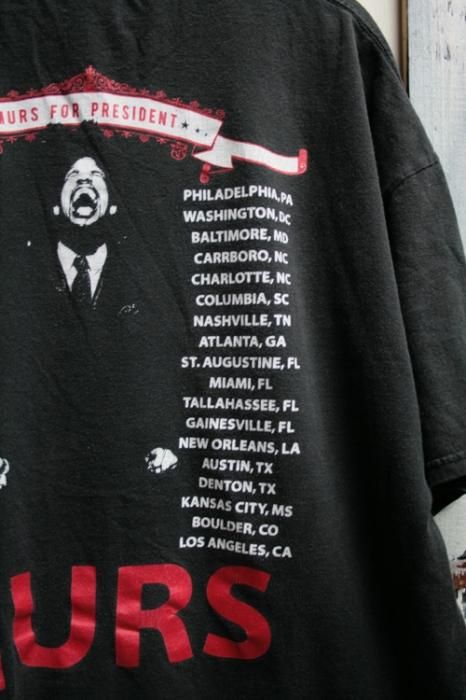 MURS FOR PRESIDENT
PHILADELPHIA, PA
WASHINGTON, DC
BALTIMORE, MD
CARRBORO, NC
CHARLOTTE, NC
COLUMBIA, SC
NASHVILLE, TN
ATLANTA, GA
ST. AUGUSTINE, FL
MIAMI, FL
TALLAHASSEE, FL
GAINESVILLE, FL
NEW ORLEANS, LA
AUSTIN, TX
DENTON, TX
KANSAS CITY, MS
BOULDER, CO
LOS ANGELES, CA
MURS